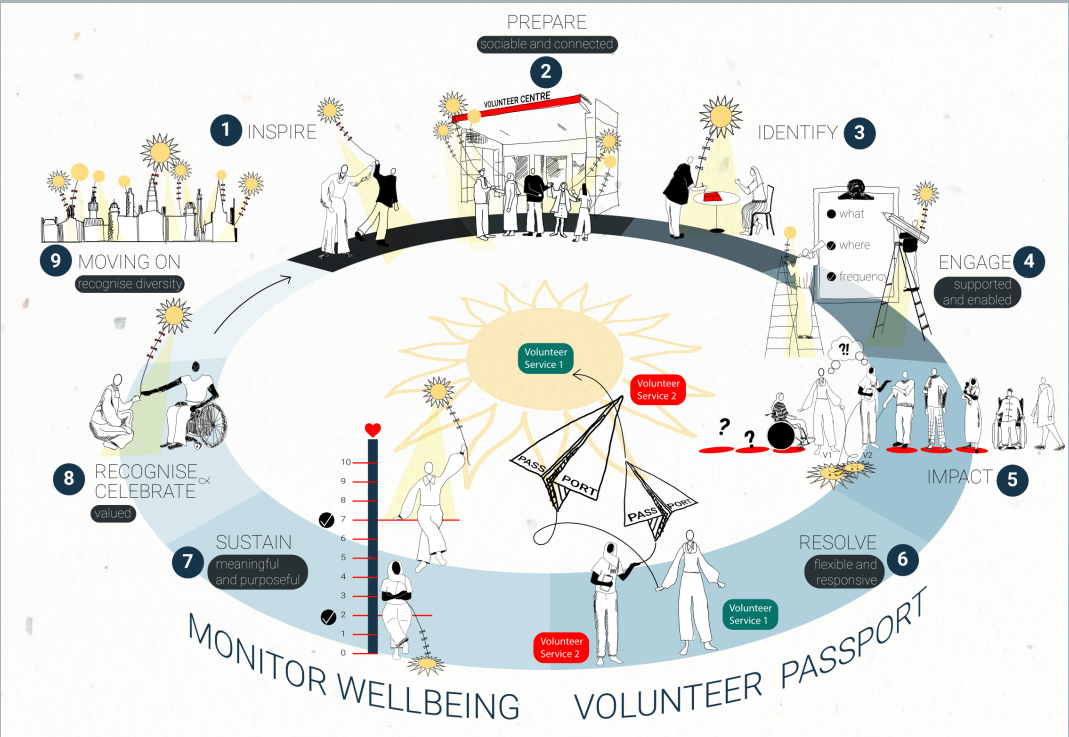 PREPARE
sociable and connected
2
VOLUNTEER CENTRE
1 INSPIRE
IDENTIFY 3
what
where
frequency
ENGAGE 4
supported
and enabled
9 MOVING ON
recognise diversity
?!
Volunteer
Service 1
Volunteer
Service 2
? ?
V1 V2
IMPACT 5
PASS PORT
PASS PORT
8 RECOGNISE
CELEBRATE
valued
10
9
8
7
6
5
4
3
2
1
0
7 SUSTAIN
meaningful
and purposeful
RESOLVE 6
flexible and
responsive
Volunteer
Service 1
Volunteer
Service 2
MONITOR WELLBEING
VOLUNTEER PASSPORT